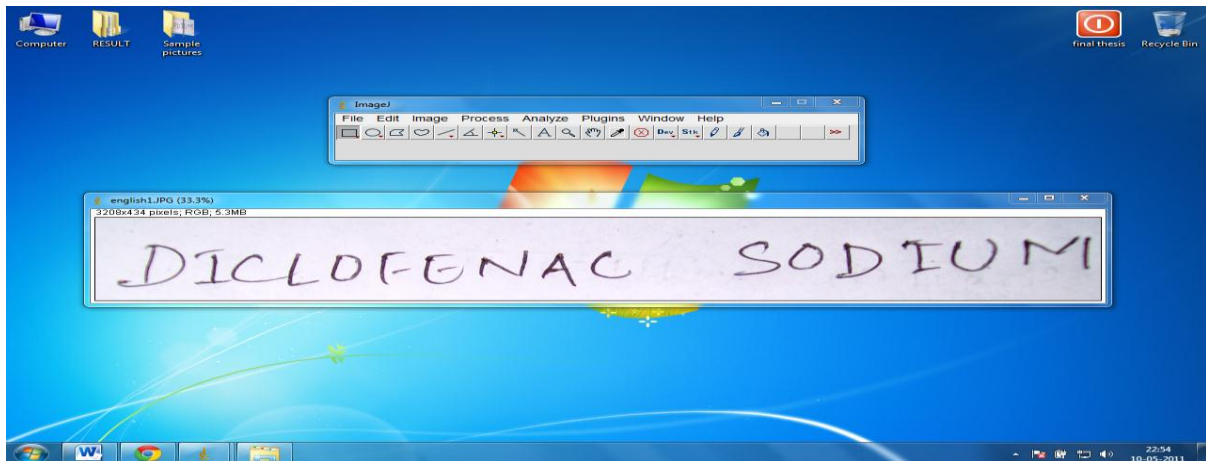 Computer RESULT Sample pictures final thesis Recycle Bin
ImageJ
File Edit Image Process Analyze Plugins Window Help
Dev Stk >>
english1.JPG (33.3%)
3208x434 pixels; RGB; 5.3MB
DICLOFENAC SODIUM
W
22:54
10-05-2011